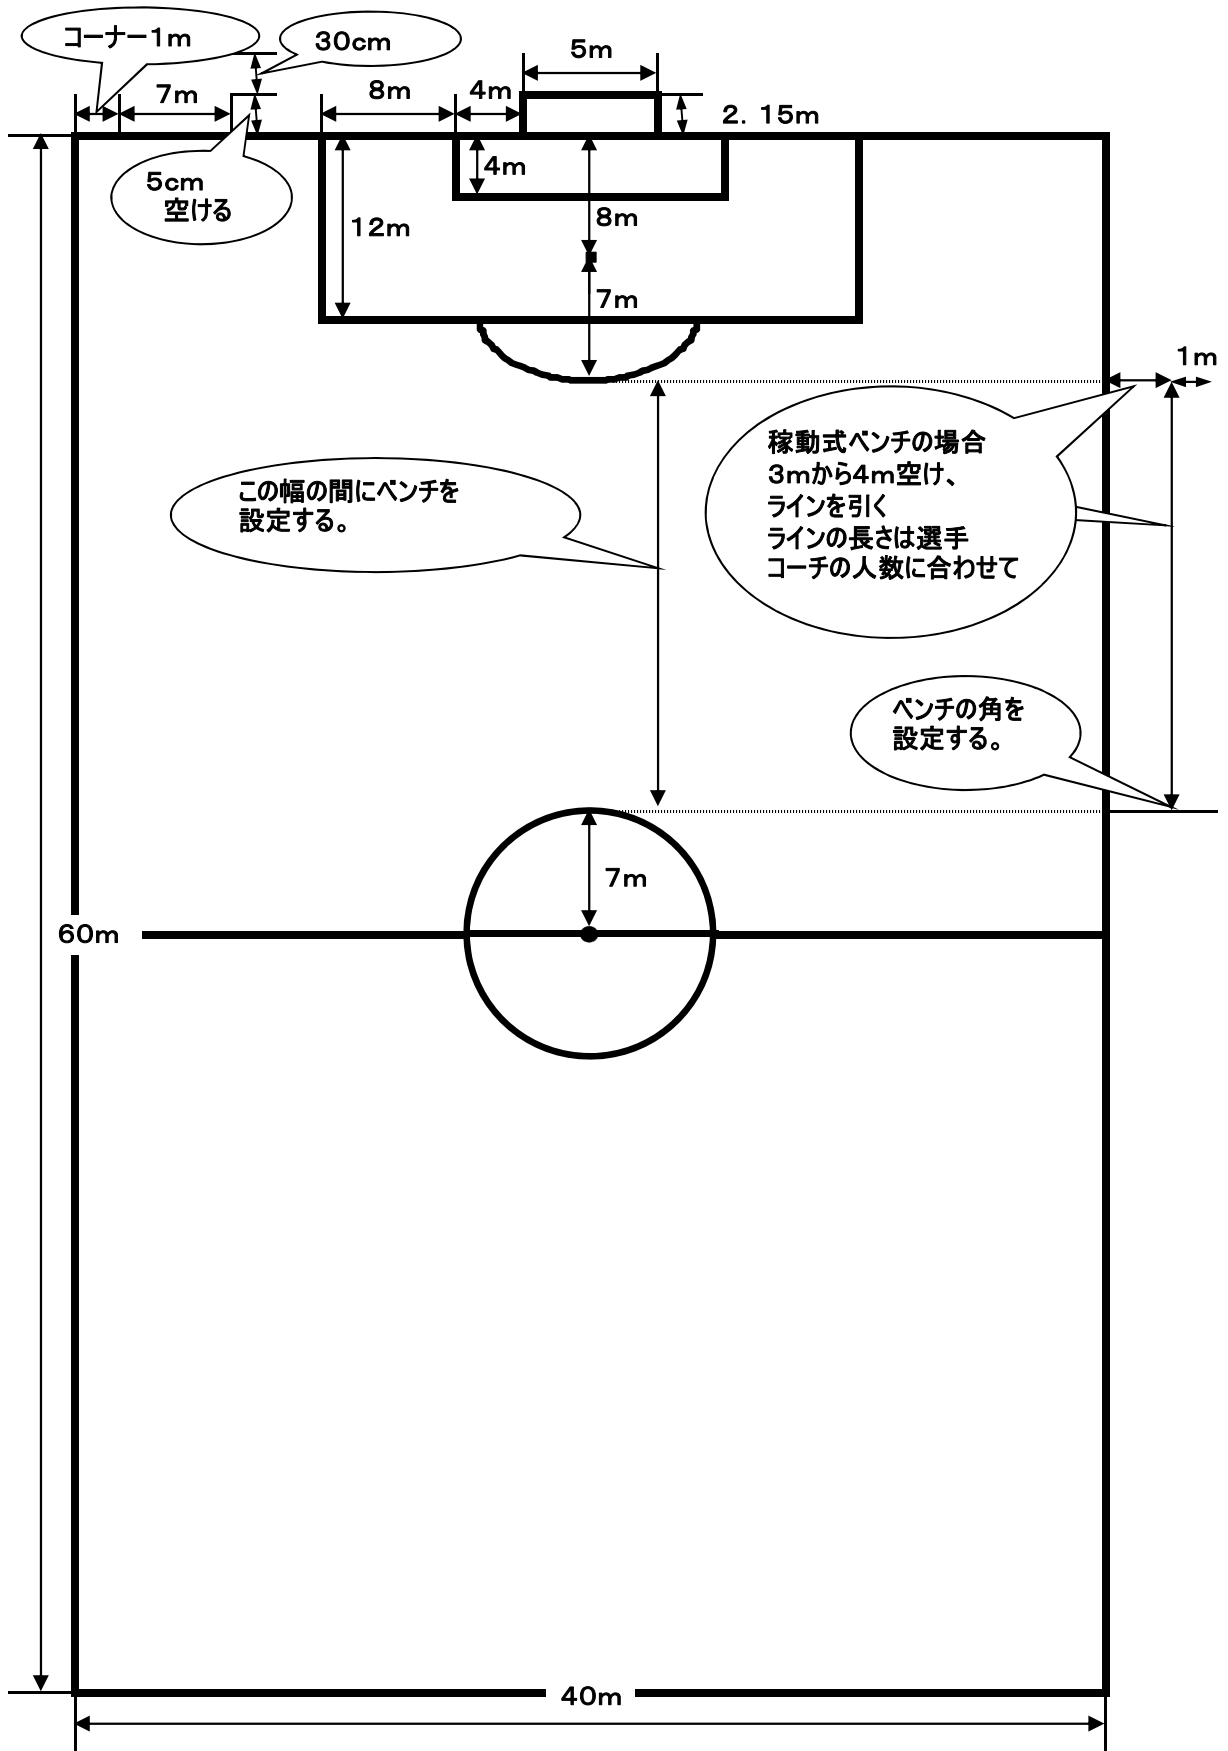 コーナー1m
30cm
5m
7m
8m
4m
2. 15m
4m
5cm
空ける
8m
12m
7m
1m
稼動式ベンチの場合
3mから4m空け、
ラインを引く
ラインの長さは選手
コーチの人数に合わせて
この幅の間にベンチを
設定する。
ベンチの角を
設定する。
7m
60m
40m